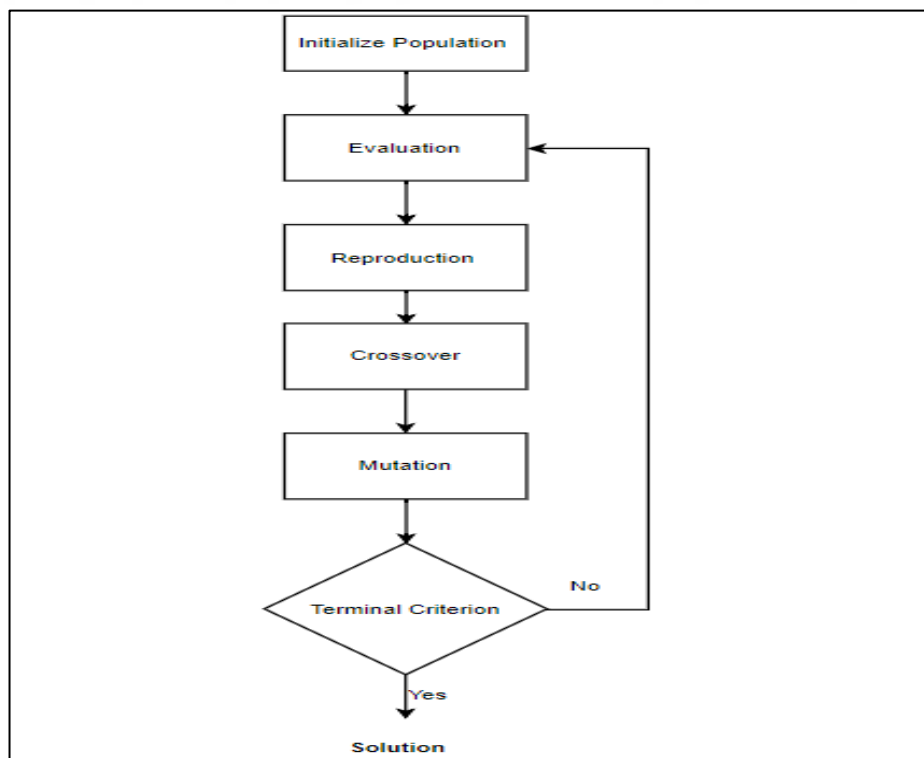 Initialize Population
Evaluation
Reproduction
Crossover
Mutation
No
Terminal Criterion
Yes
Solution